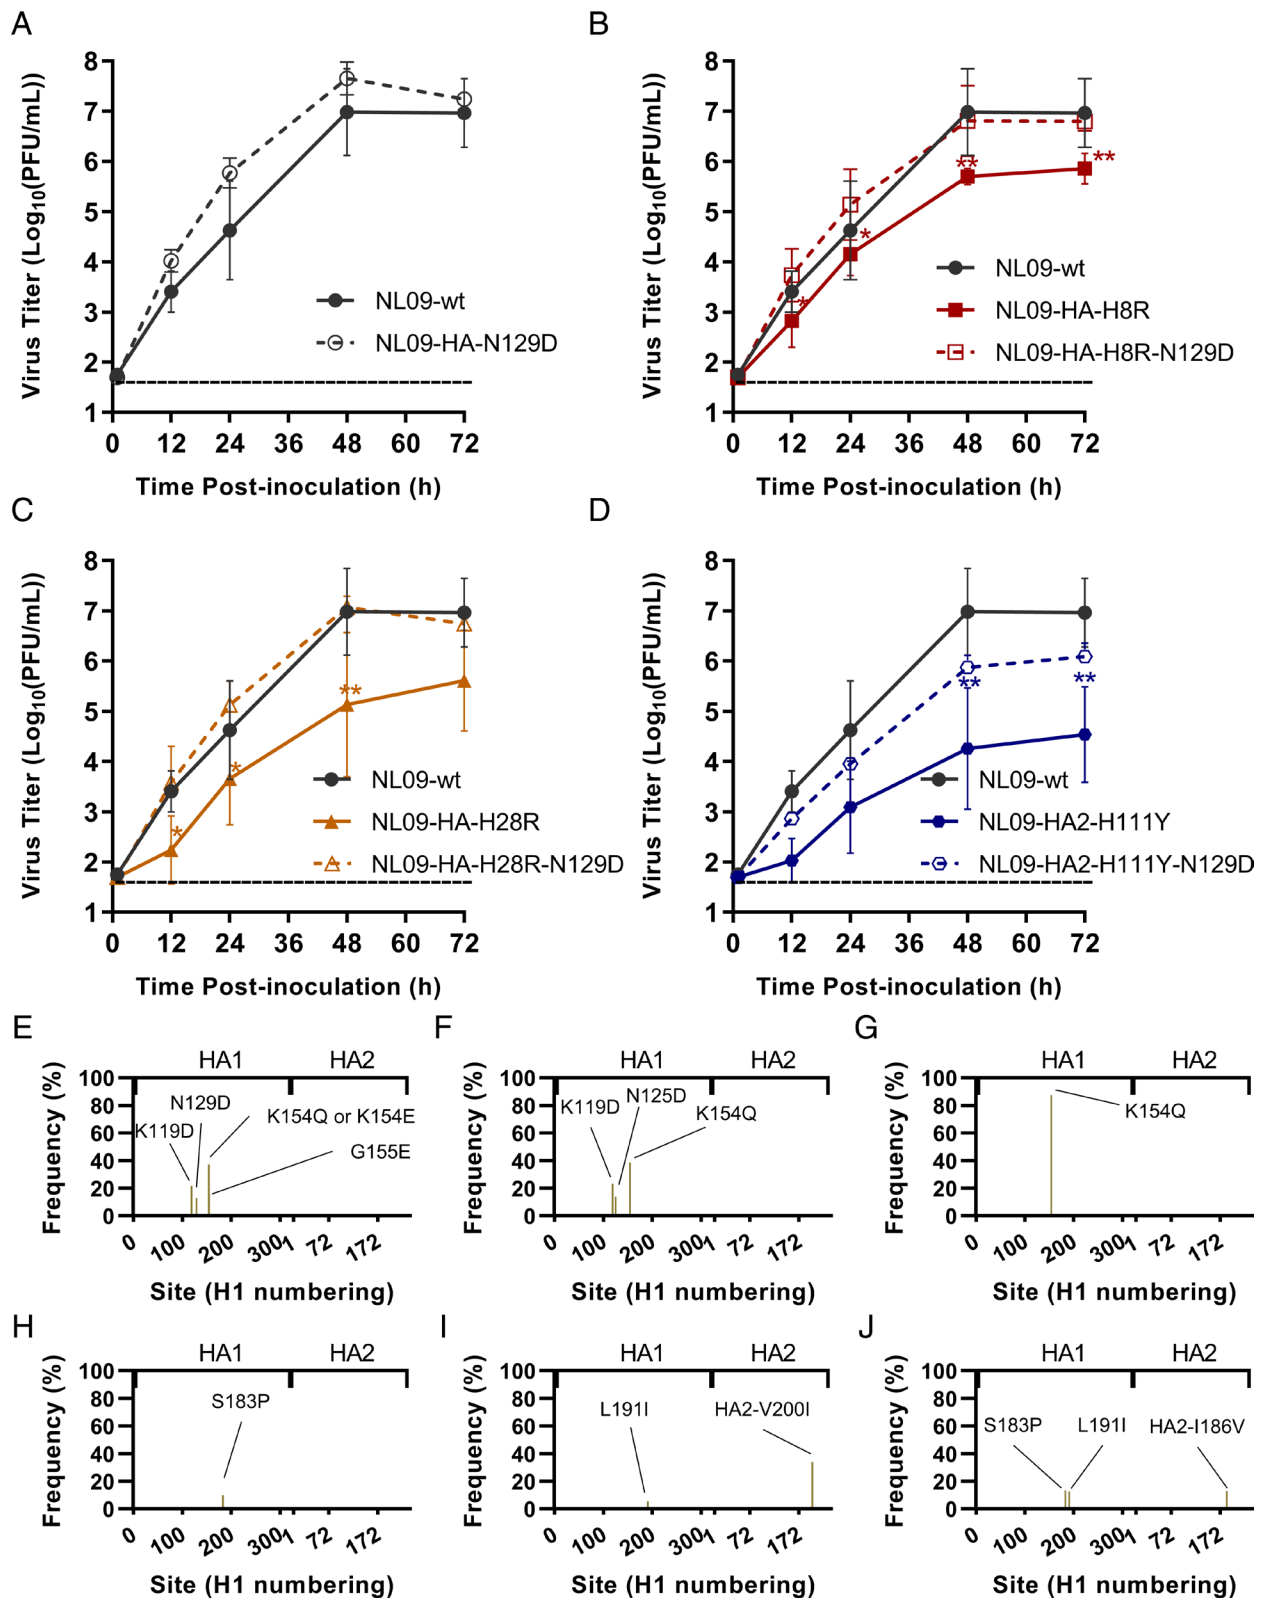 A
B
Virus Titer (Log10(PFU/mL))
8
7
6
5
4
3
2
1
0 12 24 36 48 60 72
Time Post-inoculation (h)
NL09-wt
NL09-HA-N129D
Virus Titer (Log10(PFU/mL))
8
7
6
5
4
3
2
1
0 12 24 36 48 60 72
Time Post-inoculation (h)
**
**
*
*
NL09-wt
NL09-HA-H8R
NL09-HA-H8R-N129D
C
D
Virus Titer (Log10(PFU/mL))
8
7
6
5
4
3
2
1
0 12 24 36 48 60 72
Time Post-inoculation (h)
**
*
*
NL09-wt
NL09-HA-H28R
NL09-HA-H28R-N129D
Virus Titer (Log10(PFU/mL))
8
7
6
5
4
3
2
1
0 12 24 36 48 60 72
Time Post-inoculation (h)
**
**
NL09-wt
NL09-HA2-H111Y
NL09-HA2-H111Y-N129D
E
HA1 HA2
Frequency (%)
100
80
60
40
20
0
N129D
K119D
K154Q or K154E
G155E
0 100 200 300 1 72 172
Site (H1 numbering)
F
HA1 HA2
Frequency (%)
100
80
60
40
20
0
K119D
N125D
K154Q
0 100 200 300 1 72 172
Site (H1 numbering)
G
HA1 HA2
Frequency (%)
100
80
60
40
20
0
K154Q
0 100 200 300 1 72 172
Site (H1 numbering)
H
HA1 HA2
Frequency (%)
100
80
60
40
20
0
S183P
0 100 200 300 1 72 172
Site (H1 numbering)
I
HA1 HA2
Frequency (%)
100
80
60
40
20
0
L191I
HA2-V200I
0 100 200 300 1 72 172
Site (H1 numbering)
J
HA1 HA2
Frequency (%)
100
80
60
40
20
0
S183P
L191I
HA2-I186V
0 100 200 300 1 72 172
Site (H1 numbering)